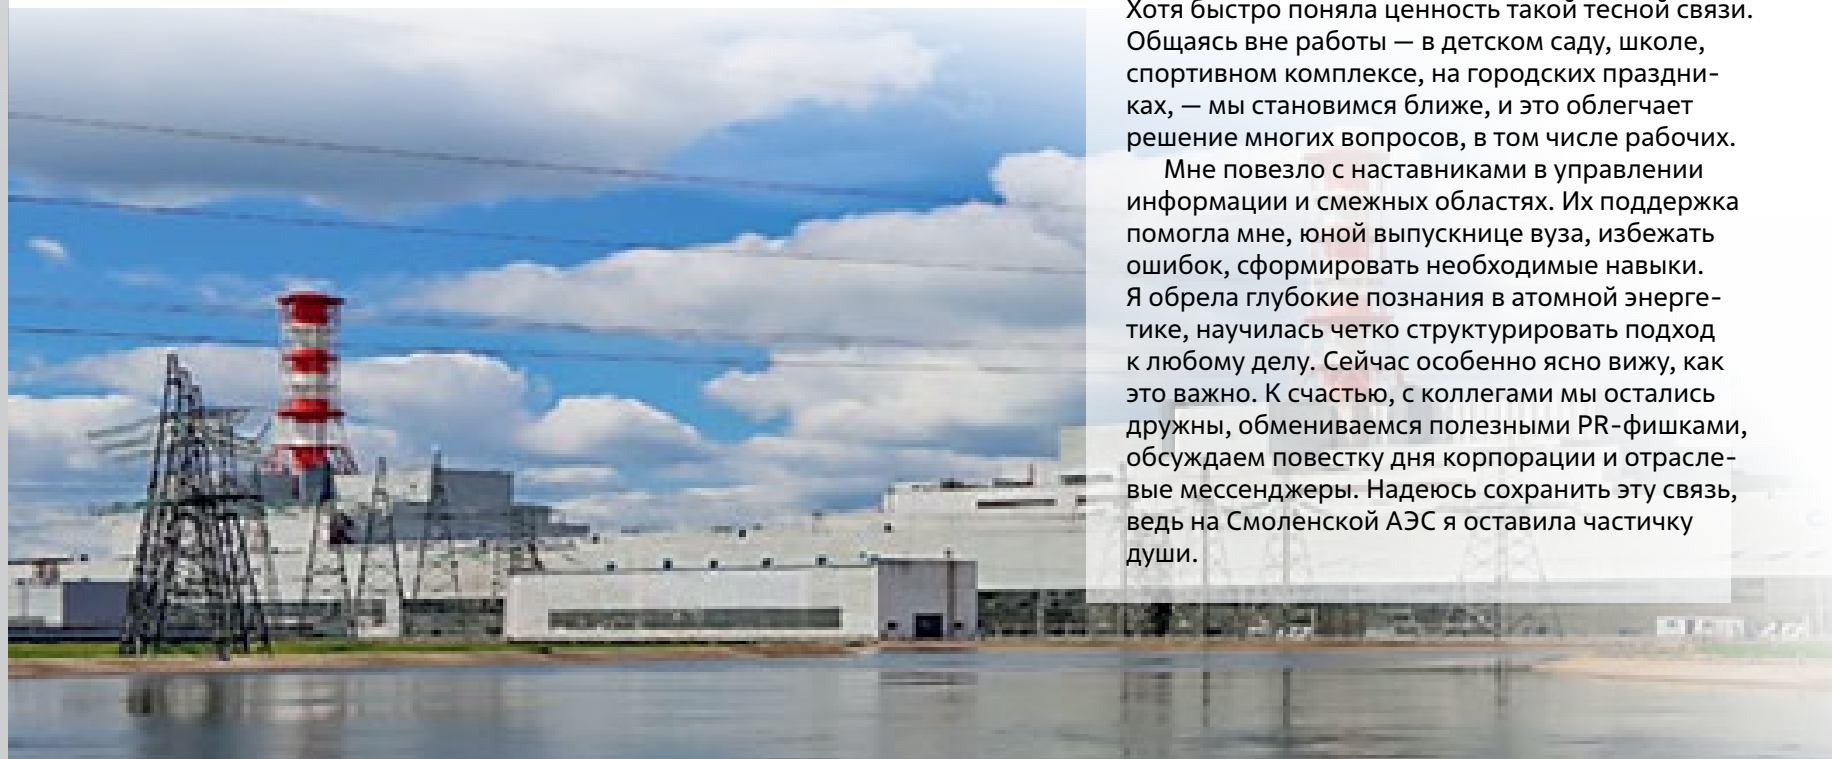 Хотя быстро поняла ценность такой тесной связи.
Общаясь вне работы — в детском саду, школе,
спортивном комплексе, на городских праздни-
ках, — мы становимся ближе, и это облегчает
решение многих вопросов, в том числе рабочих.
Мне повезло с наставниками в управлении
информации и смежных областях. Их поддержка
помогла мне, юной выпускнице вуза, избежать
ошибок, сформировать необходимые навыки.
Я обрела глубокие познания в атомной энерге-
тике, научилась четко структурировать подход
к любому делу. Сейчас особенно ясно вижу, как
это важно. К счастью, с коллегами мы остались
дружны, обмениваемся полезными PR-фишками,
обсуждаем повестку дня корпорации и отрасле-
вые мессенджеры. Надеюсь сохранить эту связь,
ведь на Смоленской АЭС я оставила частичку
души.